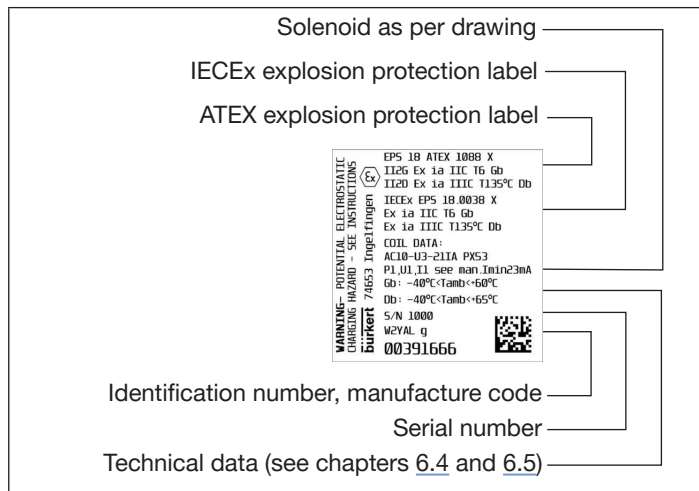 Solenoid as per drawing
IECEx explosion protection label
ATEX explosion protection label
WARNING- POTENTIAL ELECTROSTATIC
CHARGING HAZARD - SEE INSTRUCTIONS
bürkert 74653 Ingelfingen
Ex
EPS 18 ATEX 1088 X
II2G Ex ia IIC T6 Gb
II2D Ex ia IIIC T135°C Db
IECEx EPS 18.0038 X
Ex ia IIC T6 Gb
Ex ia IIIC T135°C Db
COIL DATA:
AC10-U3-21IA PX53
Pi,Ui,Ii see man.Imin23mA
Gb: -40°C<Tamb<+60°C
Db: -40°C<Tamb<+65°C
S/N 1000
W2YAL g
00391666
Identification number, manufacture code
Serial number
Technical data (see chapters 6.4 and 6.5)